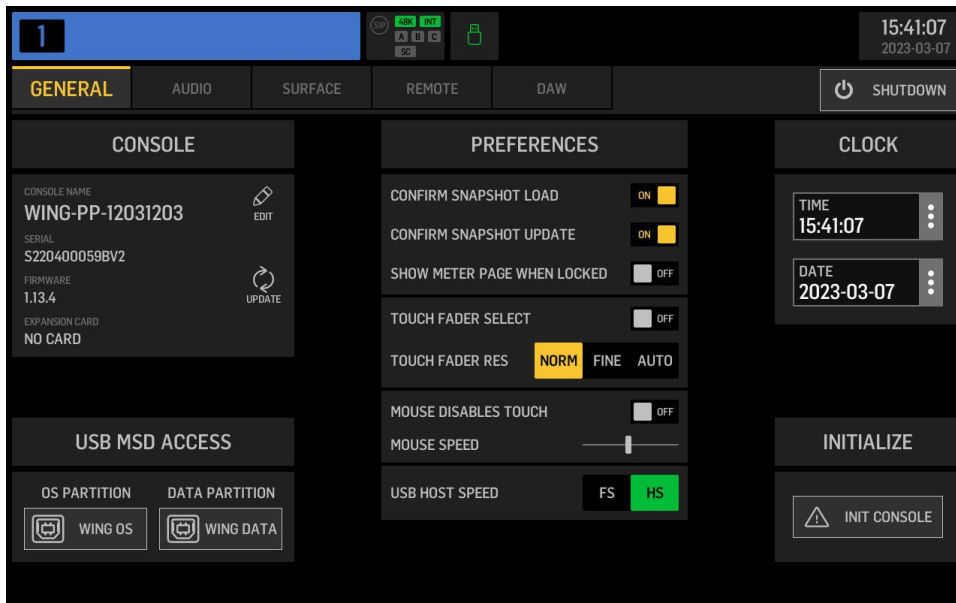 1
SIP
48K INT
A B C
SC
15:41:07
2023-03-07
GENERAL
AUDIO
SURFACE
REMOTE
DAW
SHUTDOWN
CONSOLE
CONSOLE NAME
WING-PP-12031203
EDIT
SERIAL
S220400059BV2
FIRMWARE
1.13.4
UPDATE
EXPANSION CARD
NO CARD
USB MSD ACCESS
OS PARTITION
DATA PARTITION
WING OS
WING DATA
PREFERENCES
CONFIRM SNAPSHOT LOAD ON
CONFIRM SNAPSHOT UPDATE ON
SHOW METER PAGE WHEN LOCKED OFF
TOUCH FADER SELECT OFF
TOUCH FADER RES NORM FINE AUTO
MOUSE DISABLES TOUCH OFF
MOUSE SPEED
USB HOST SPEED FS HS
CLOCK
TIME
15:41:07
DATE
2023-03-07
INITIALIZE
INIT CONSOLE